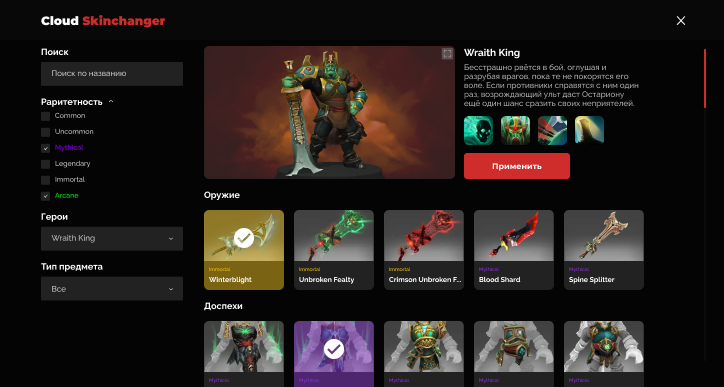 Cloud Skinchanger
Поиск
Поиск по названию
Раритетность
Common
Uncommon
Mythical
Legendary
Immortal
Arcane
Герои
Wraith King
Тип предмета
Все
Wraith King
Бесстрашно рвётся в бой, оглушая и
разрубая врагов, пока те не покорятся его
воле. Если противники справятся с ним один
раз, возрождающий ульт даст Остариону
ещё один шанс сразить своих неприятелей.
Применить
Оружие
Immortal
Winterblight
Immortal
Unbroken Fealty
Immortal
Crimson Unbroken F...
Mythical
Blood Shard
Mythical
Spine Splitter
Доспехи
Mythical
Mythical
Mythical
Mythical
Mythical